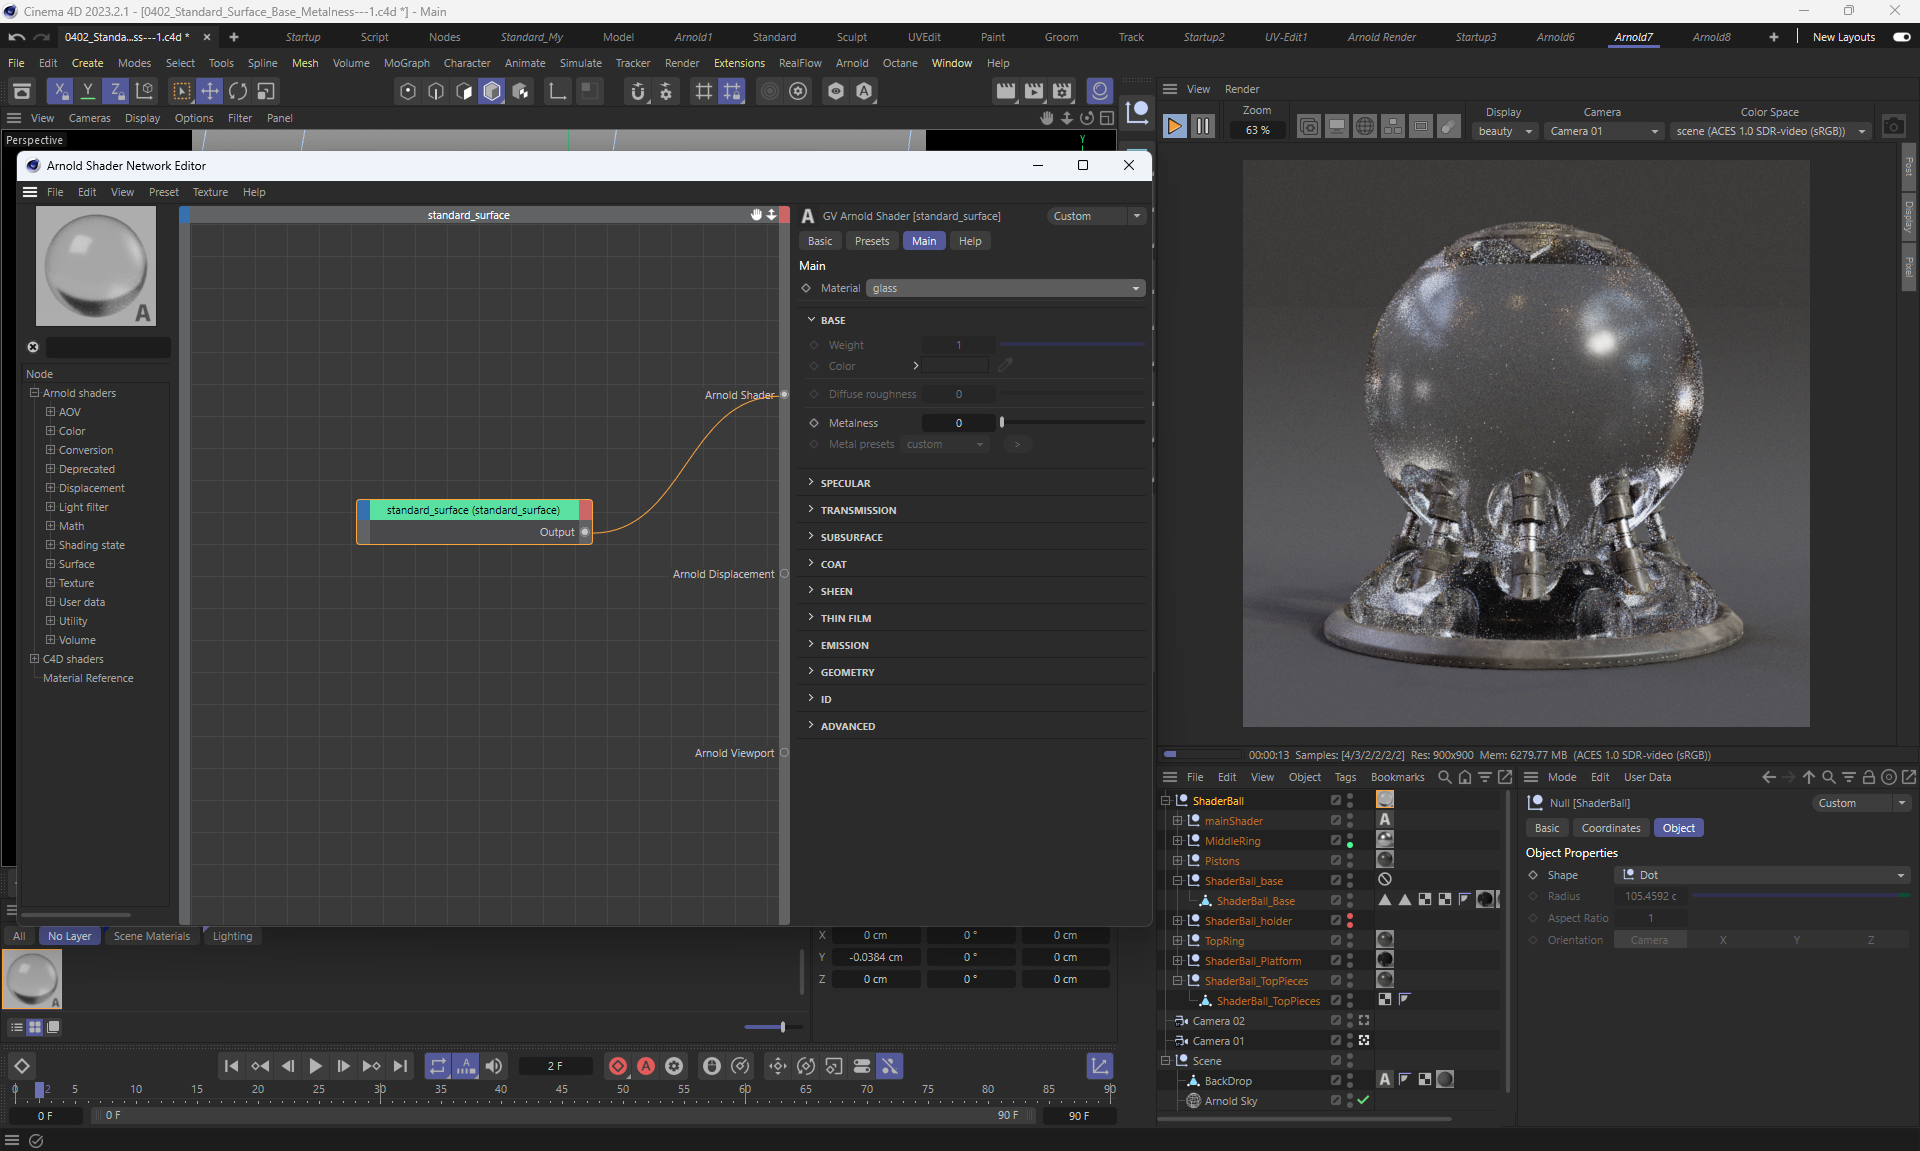 Cinema 4D 2023.2.1 - [0402_Standard_Surface_Base_Metalness---1.c4d *] - Main
0402_Standa...ss---1.c4d * Startup Script Nodes Standard_My Model Arnold1 Standard Sculpt UVEdit Paint Groom Track Startup2 UV-Edit1 Arnold Render Startup3 Arnold6 Arnold7 Arnold8 New Layouts
File Edit Create Modes Select Tools Spline Mesh Volume MoGraph Character Animate Simulate Tracker Render Extensions RealFlow Arnold Octane Window Help
X Y Z
View Cameras Display Options Filter Panel
Perspective
Y
View Render
Zoom
63 %
Display
beauty
Camera
Camera 01
Color Space
scene (ACES 1.0 SDR-video (sRGB))
Post
Display
Pixel
Arnold Shader Network Editor
File Edit View Preset Texture Help
A
Node
Arnold shaders
AOV
Color
Conversion
Deprecated
Displacement
Light filter
Math
Shading state
Surface
Texture
User data
Utility
Volume
C4D shaders
Material Reference
standard_surface
Arnold Shader
standard_surface (standard_surface)
Output
Arnold Displacement
Arnold Viewport
A GV Arnold Shader [standard_surface] Custom
Basic Presets Main Help
Main
Material glass
BASE
Weight 1
Color
Diffuse roughness 0
Metalness 0
Metal presets custom >
SPECULAR
TRANSMISSION
SUBSURFACE
COAT
SHEEN
THIN FILM
EMISSION
GEOMETRY
ID
ADVANCED
00:00:13 Samples: [4/3/2/2/2/2] Res: 900x900 Mem: 6279.77 MB (ACES 1.0 SDR-video (sRGB))
File Edit View Object Tags Bookmarks
ShaderBall
mainShader A
MiddleRing
Pistons
ShaderBall_base
ShaderBall_Base
ShaderBall_holder
TopRing
ShaderBall_Platform
ShaderBall_TopPieces
ShaderBall_TopPieces
Camera 02
Camera 01
Scene
BackDrop A
Arnold Sky
Mode Edit User Data
Null [ShaderBall] Custom
Basic Coordinates Object
Object Properties
Shape Dot
Radius 105.4592 c
Aspect Ratio 1
Orientation Camera X Y Z
All No Layer Scene Materials Lighting
A
X 0 cm 0 ° 0 cm
Y -0.0384 cm 0 ° 0 cm
Z 0 cm 0 ° 0 cm
2 F
0 2 5 10 15 20 25 30 35 40 45 50 55 60 65 70 75 80 85 90
0 F 0 F 90 F 90 F